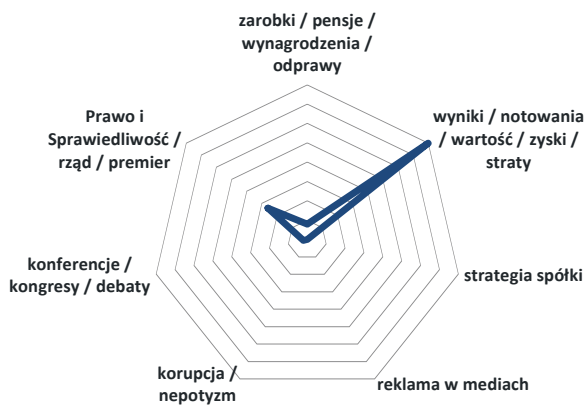 zarobki / pensje /
wynagrodzenia /
odprawy
wyniki / notowania
/ wartość / zyski /
straty
strategia spółki
reklama w mediach
korupcja /
nepotyzm
konferencje /
kongresy / debaty
Prawo i
Sprawiedliwość /
rząd / premier